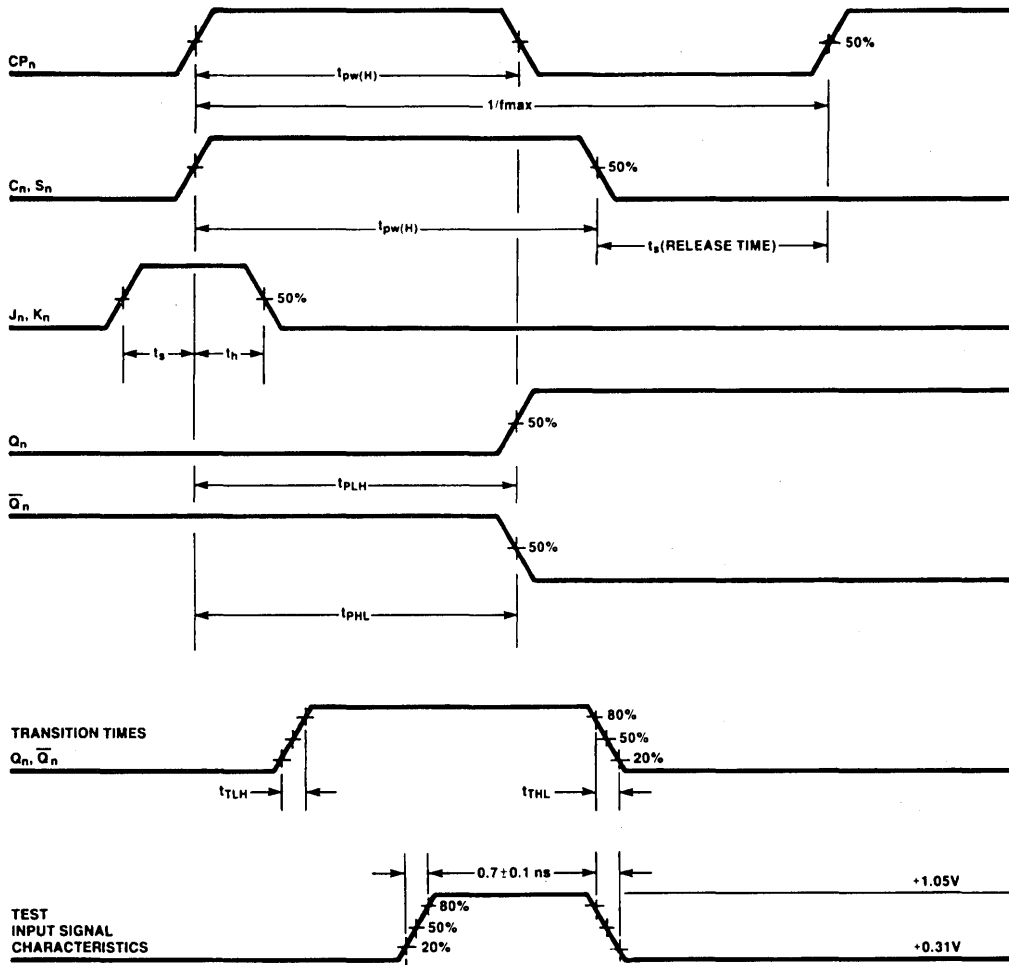 CPn
50%
tpw(H)
1/fmax
Cn, Sn
50%
tpw(H)
ts(RELEASE TIME)
Jn, Kn
50%
ts
th
Qn
50%
tPLH
Q̅n
50%
tPHL
TRANSITION TIMES
Qn, Q̅n
80%
50%
20%
tTLH
tTHL
0.7±0.1 ns
+1.05V
TEST
INPUT SIGNAL
CHARACTERISTICS
80%
50%
20%
+0.31V